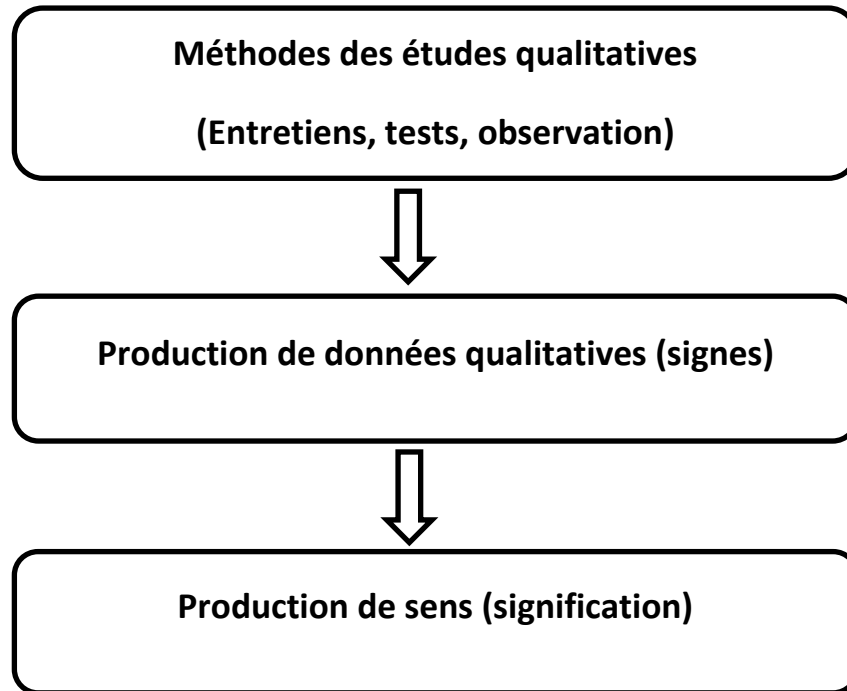 Méthodes des études qualitatives
(Entretiens, tests, observation)
Production de données qualitatives (signes)
Production de sens (signification)